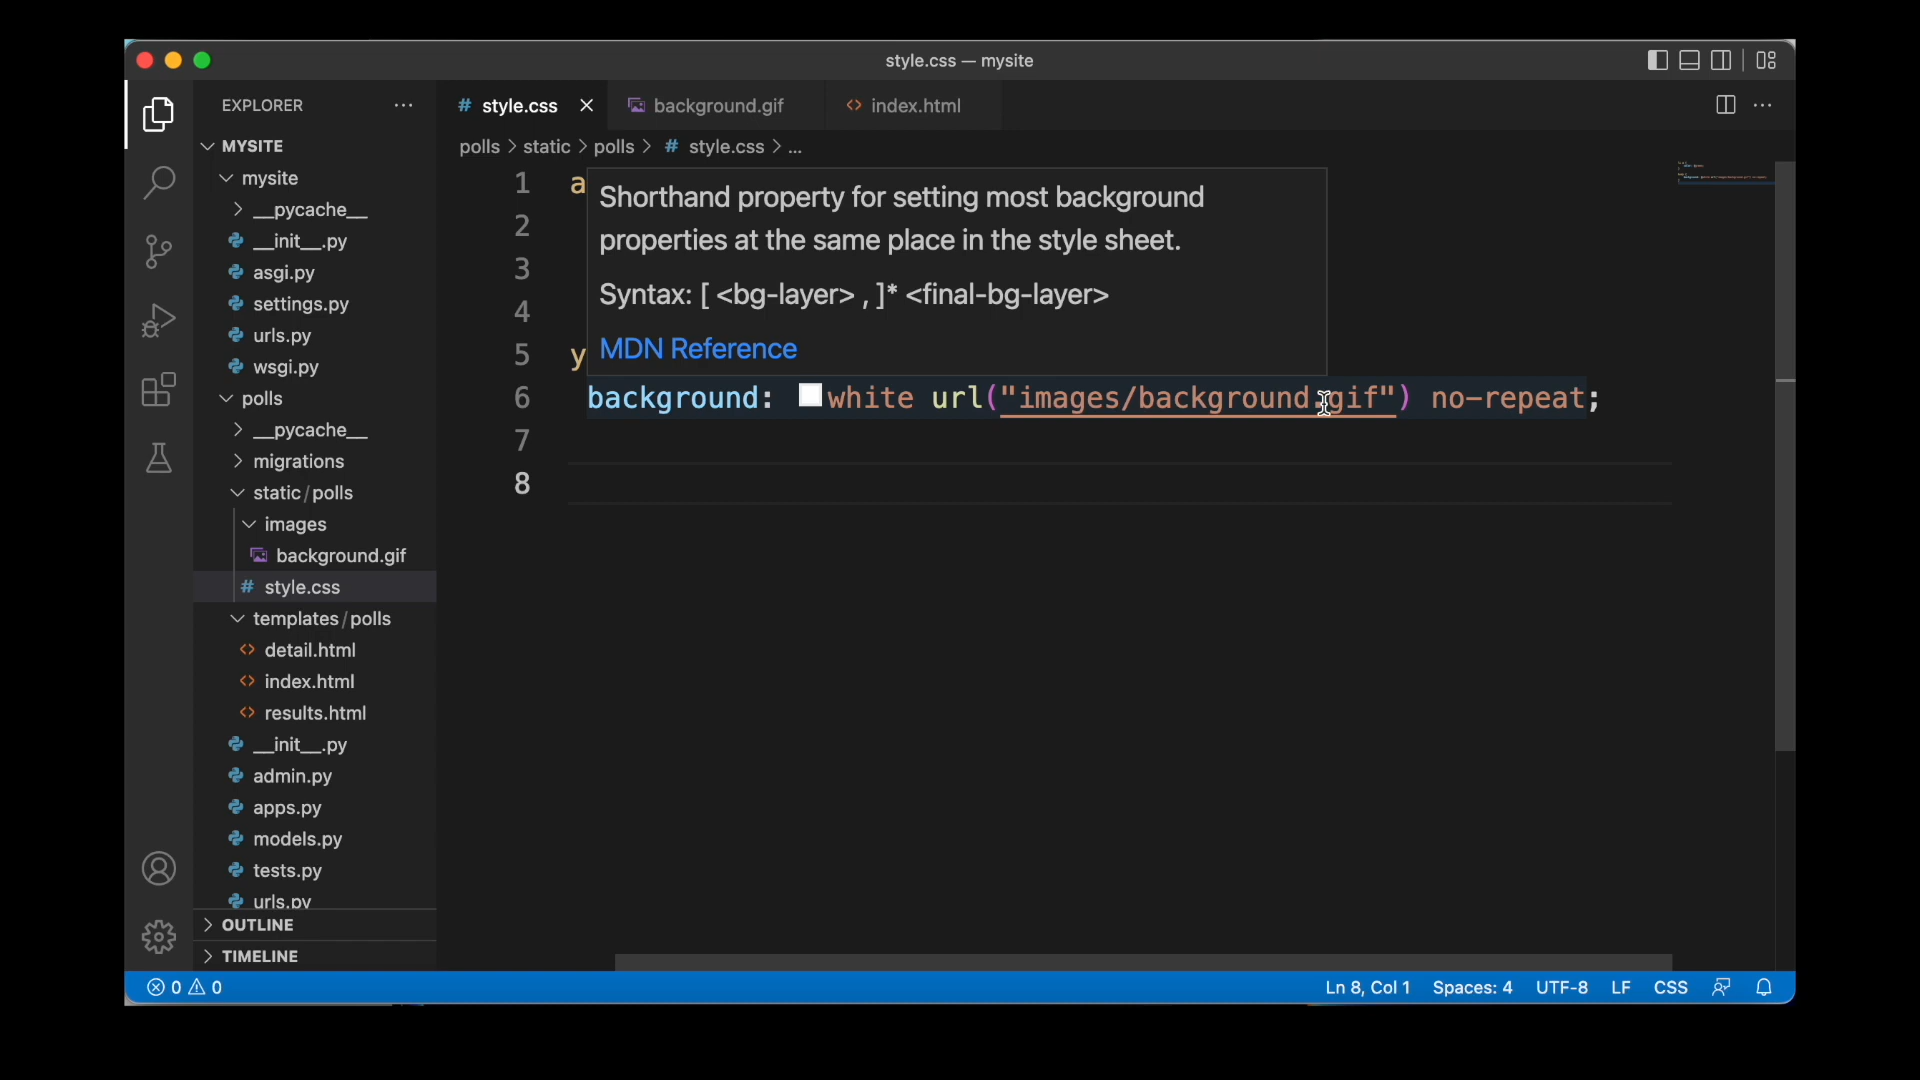 style.css — mysite
EXPLORER
# style.css
background.gif
<> index.html
MYSITE
polls > static > polls > # style.css > ...
mysite
__pycache__
__init__.py
asgi.py
settings.py
urls.py
wsgi.py
polls
__pycache__
migrations
static / polls
images
background.gif
# style.css
templates / polls
<> detail.html
<> index.html
<> results.html
__init__.py
admin.py
apps.py
models.py
tests.py
urls.py
OUTLINE
TIMELINE
1 a
2
3
4
5 y
Shorthand property for setting most background
properties at the same place in the style sheet.
Syntax: [ <bg-layer> , ]* <final-bg-layer>
MDN Reference
6 background: white url("images/background.gif") no-repeat;
7
8
0 0
Ln 8, Col 1 Spaces: 4 UTF-8 LF CSS